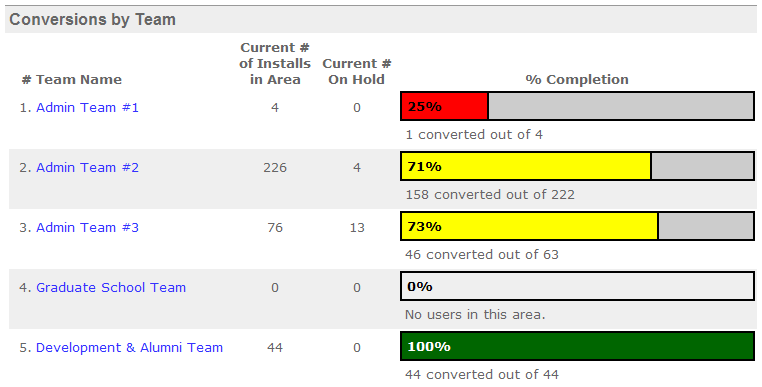 Conversions by Team
# Team Name
Current #
of Installs
in Area
Current #
On Hold
% Completion
1. Admin Team #1 4 0 25%
1 converted out of 4
2. Admin Team #2 226 4 71%
158 converted out of 222
3. Admin Team #3 76 13 73%
46 converted out of 63
4. Graduate School Team 0 0 0%
No users in this area.
5. Development & Alumni Team 44 0 100%
44 converted out of 44